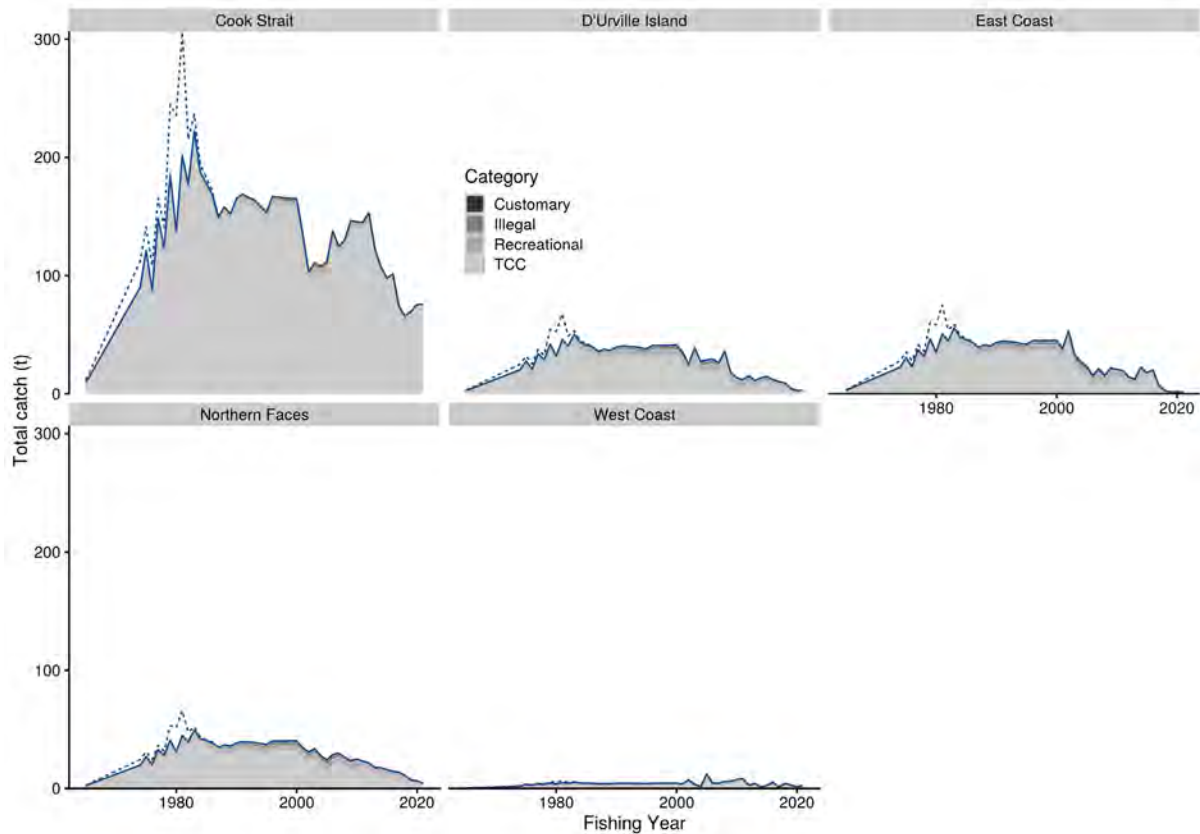 Cook Strait
D'Urville Island
East Coast
300
200
100
0
Total catch (t)
Category
Customary
Illegal
Recreational
TCC
1980
2000
2020
Northern Faces
West Coast
300
200
100
0
1980
2000
2020
1980
2000
2020
Fishing Year